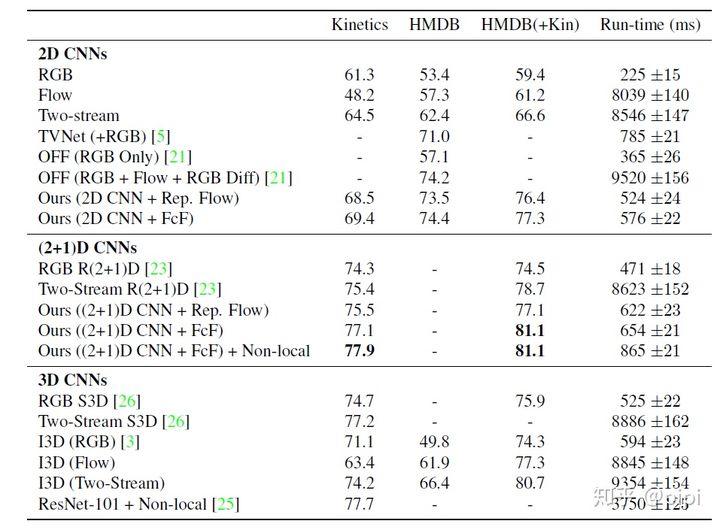 Kinetics HMDB HMDB(+Kin) Run-time (ms)
2D CNNs
RGB 61.3 53.4 59.4 225 ±15
Flow 48.2 57.3 61.2 8039 ±140
Two-stream 64.5 62.4 66.6 8546 ±147
TVNet (+RGB) [5] - 71.0 - 785 ±21
OFF (RGB Only) [21] - 57.1 - 365 ±26
OFF (RGB + Flow + RGB Diff) [21] - 74.2 - 9520 ±156
Ours (2D CNN + Rep. Flow) 68.5 73.5 76.4 524 ±24
Ours (2D CNN + FcF) 69.4 74.4 77.3 576 ±22
(2+1)D CNNs
RGB R(2+1)D [23] 74.3 - 74.5 471 ±18
Two-Stream R(2+1)D [23] 75.4 - 78.7 8623 ±152
Ours ((2+1)D CNN + Rep. Flow) 75.5 - 77.1 622 ±23
Ours ((2+1)D CNN + FcF) 77.1 - 81.1 654 ±21
Ours ((2+1)D CNN + FcF) + Non-local 77.9 - 81.1 865 ±21
3D CNNs
RGB S3D [26] 74.7 - 75.9 525 ±22
Two-Stream S3D [26] 77.2 - - 8886 ±162
I3D (RGB) [3] 71.1 49.8 74.3 594 ±23
I3D (Flow) 63.4 61.9 77.3 8845 ±148
I3D (Two-Stream) 74.2 66.4 80.7 9354 ±154
ResNet-101 + Non-local [25] 77.7 - - 3750 ±125
知乎 @pipi